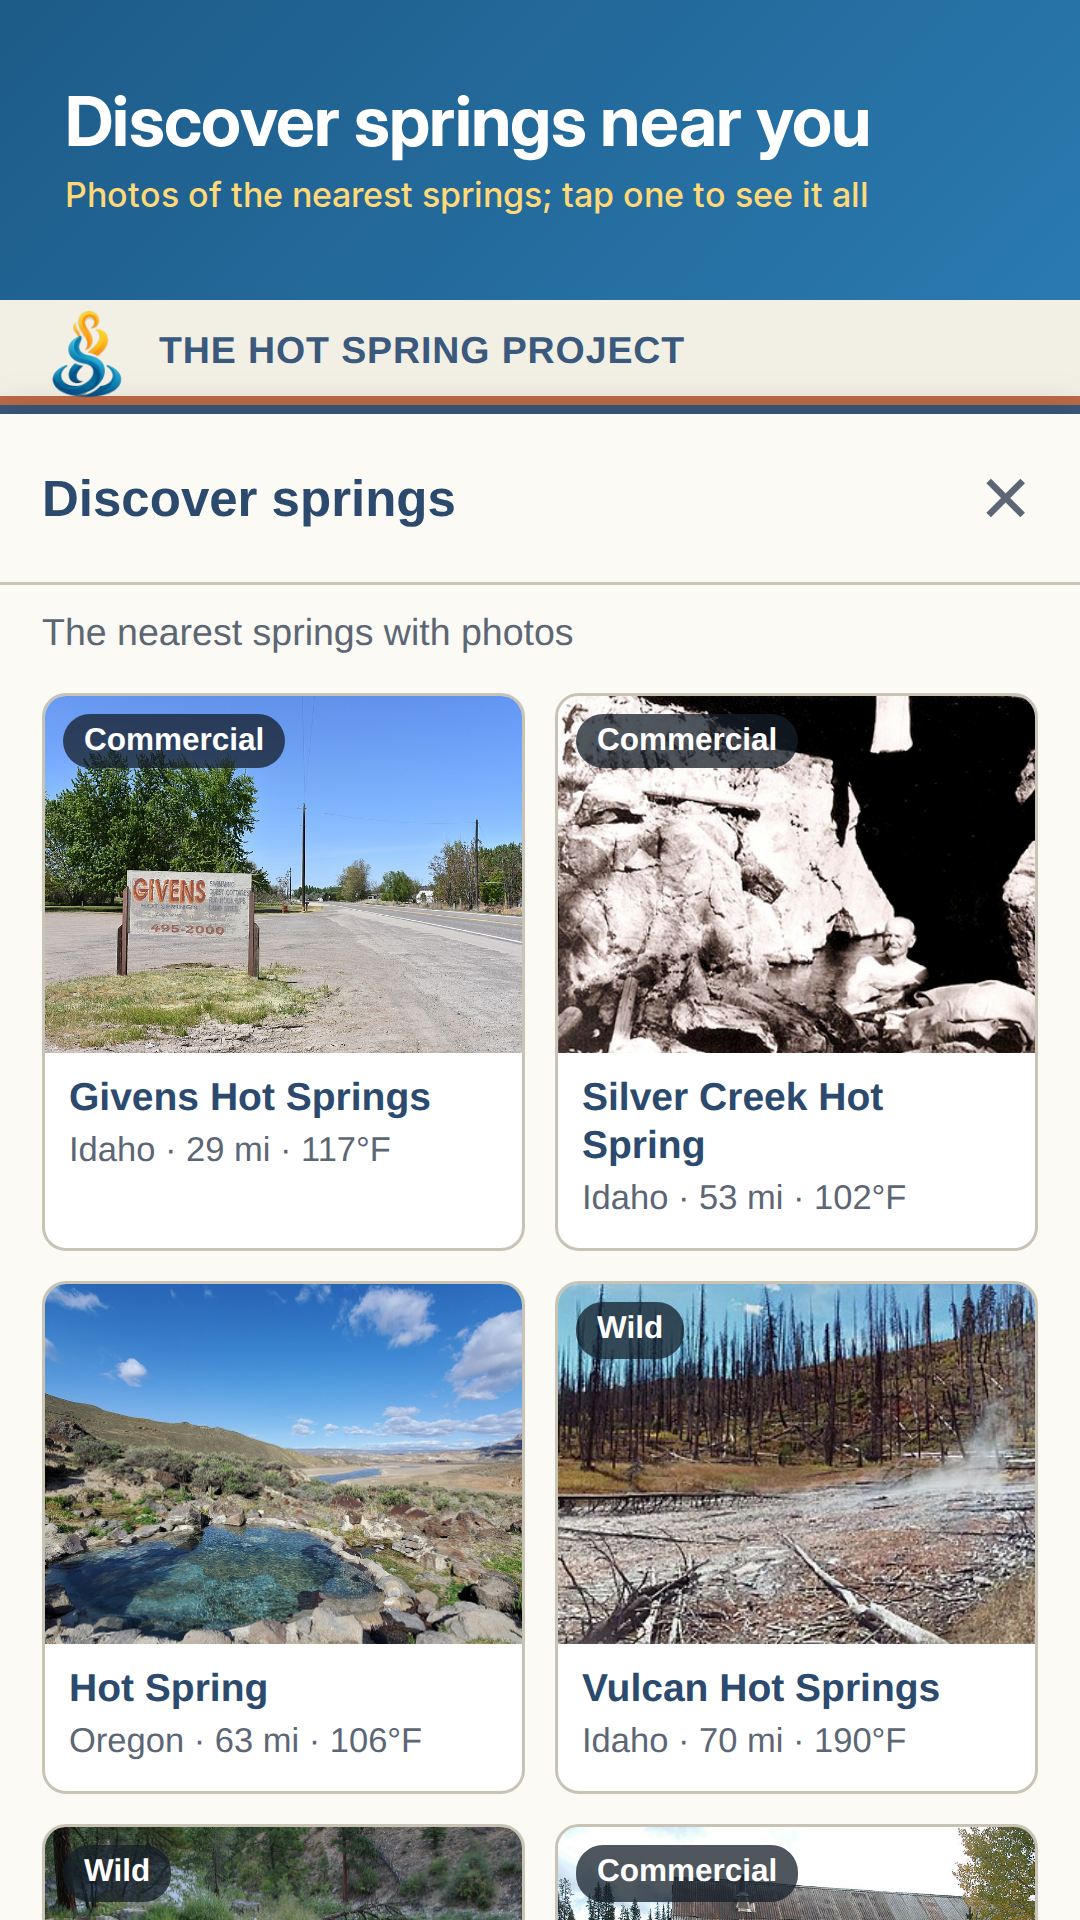 Discover springs near you
Photos of the nearest springs; tap one to see it all
THE HOT SPRING PROJECT
Discover springs
The nearest springs with photos
Commercial
Commercial
GIVENS
HOT SPRINGS
SWIMMING
495-2000
Givens Hot Springs
Idaho · 29 mi · 117°F
Silver Creek Hot
Spring
Idaho · 53 mi · 102°F
Wild
Hot Spring
Oregon · 63 mi · 106°F
Vulcan Hot Springs
Idaho · 70 mi · 190°F
Wild
Commercial